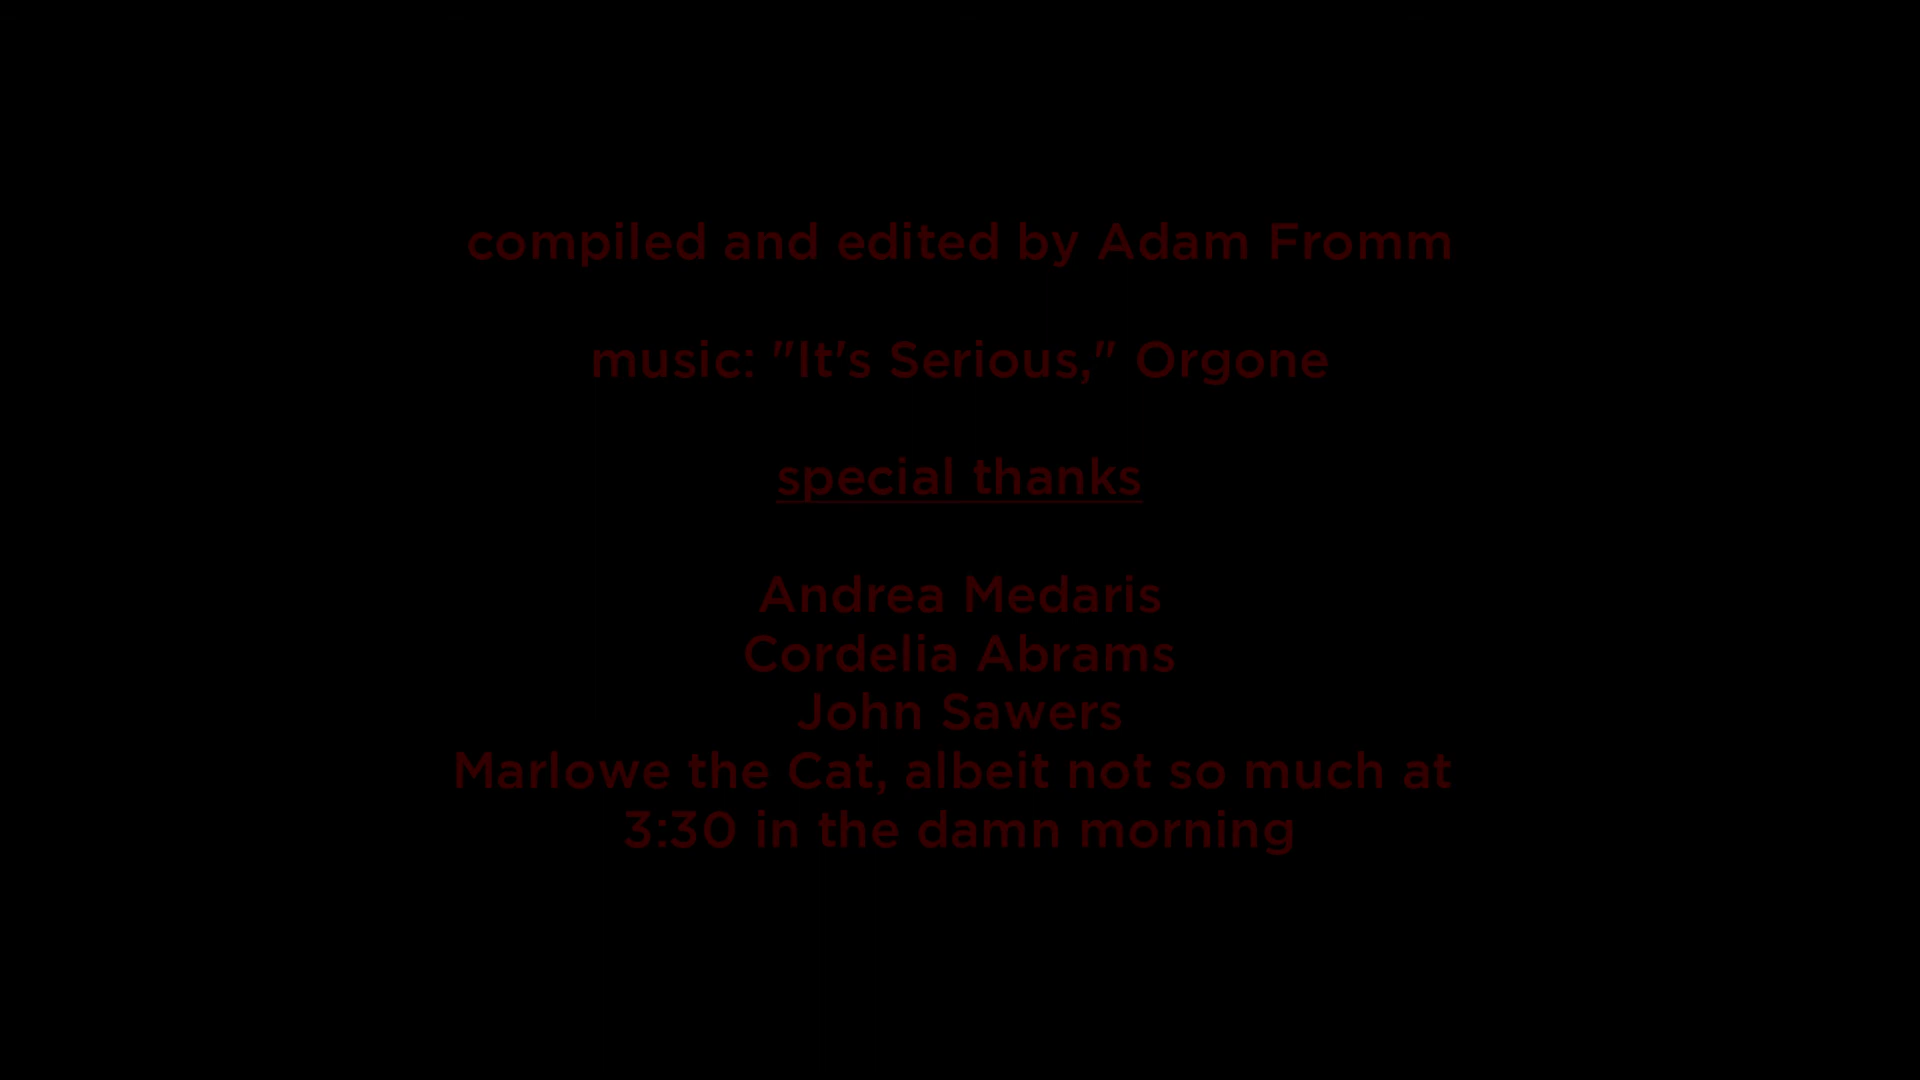 compiled and edited by Adam Fromm
music: "It's Serious," Orgone
special thanks
Andrea Medaris
Cordelia Abrams
John Sawers
Marlowe the Cat, albeit not so much at
3:30 in the damn morning